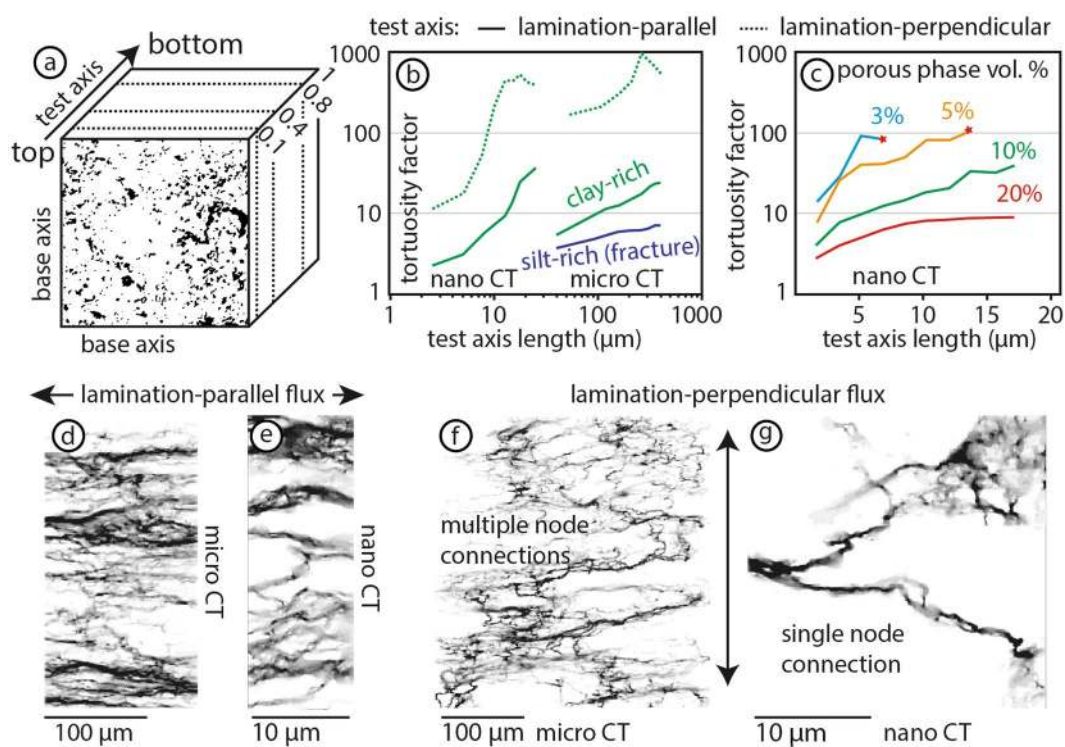 test axis: lamination-parallel lamination-perpendicular
a
bottom
test axis
top
1
0.8
0.4
0.1
base axis
base axis
b
1000
100
10
1
tortuosity factor
clay-rich
silt-rich (fracture)
nano CT
micro CT
1
10
100
1000
test axis length (μm)
c
porous phase vol. %
1000
100
10
1
tortuosity factor
3%
5%
10%
20%
nano CT
5
10
15
20
test axis length (μm)
lamination-parallel flux
lamination-perpendicular flux
d
micro CT
100 μm
e
nano CT
10 μm
f
multiple node
connections
100 μm
micro CT
g
single node
connection
10 μm
nano CT